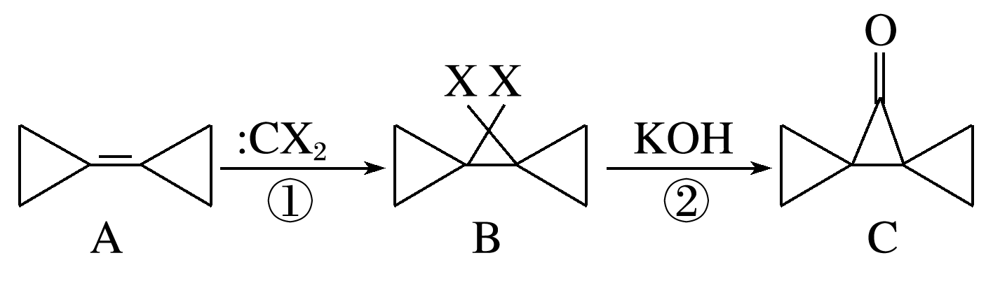 O
X X
:CX₂
KOH
①
②
A
B
C